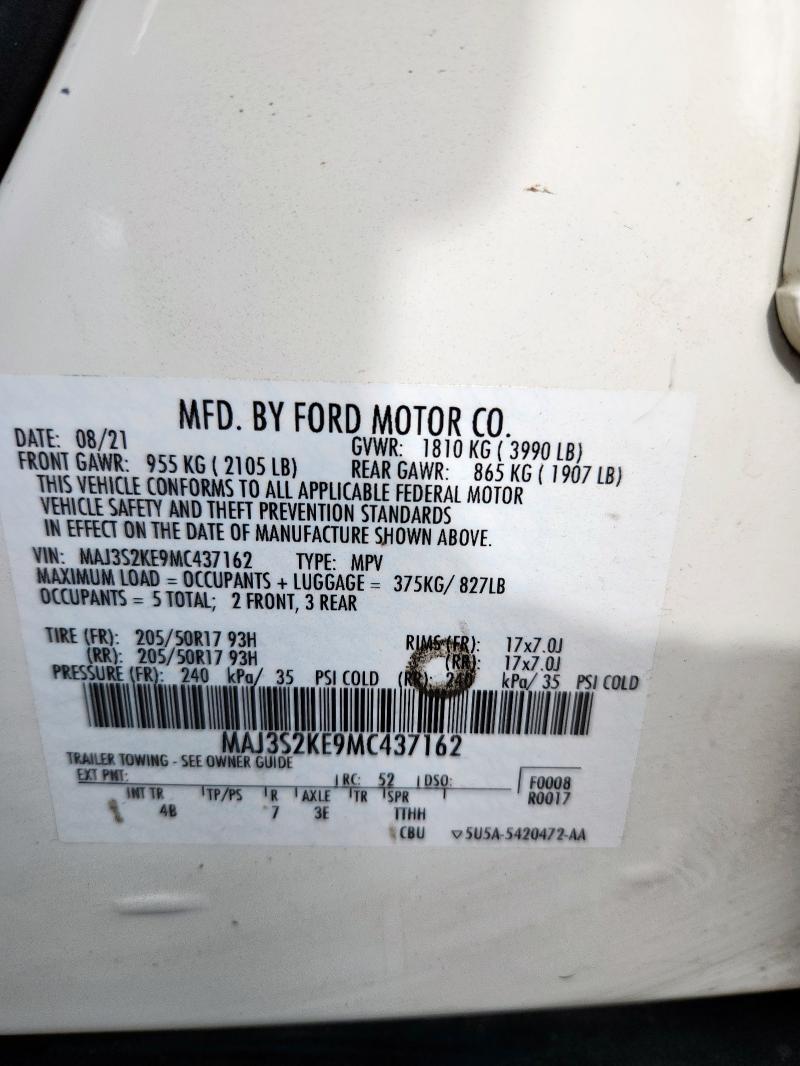 MFD. BY FORD MOTOR CO.
DATE: 08/21 GVWR: 1810 KG ( 3990 LB)
FRONT GAWR: 955 KG ( 2105 LB) REAR GAWR: 865 KG ( 1907 LB)
THIS VEHICLE CONFORMS TO ALL APPLICABLE FEDERAL MOTOR
VEHICLE SAFETY AND THEFT PREVENTION STANDARDS
IN EFFECT ON THE DATE OF MANUFACTURE SHOWN ABOVE.
VIN: MAJ3S2KE9MC437162 TYPE: MPV
MAXIMUM LOAD = OCCUPANTS + LUGGAGE = 375KG/ 827LB
OCCUPANTS = 5 TOTAL; 2 FRONT, 3 REAR
TIRE (FR): 205/50R17 93H RIMS (FR): 17x7.0J
(RR): 205/50R17 93H (RR): 17x7.0J
PRESSURE (FR): 240 kPa/ 35 PSI COLD (RR): 240 kPa/ 35 PSI COLD
MAJ3S2KE9MC437162
TRAILER TOWING - SEE OWNER GUIDE
EXT PNT: RC: 52 DSO: F0008
INT TR TP/PS R AXLE TR SPR R0017
4B 7 3E TTHH
CBU 5U5A-5420472-AA